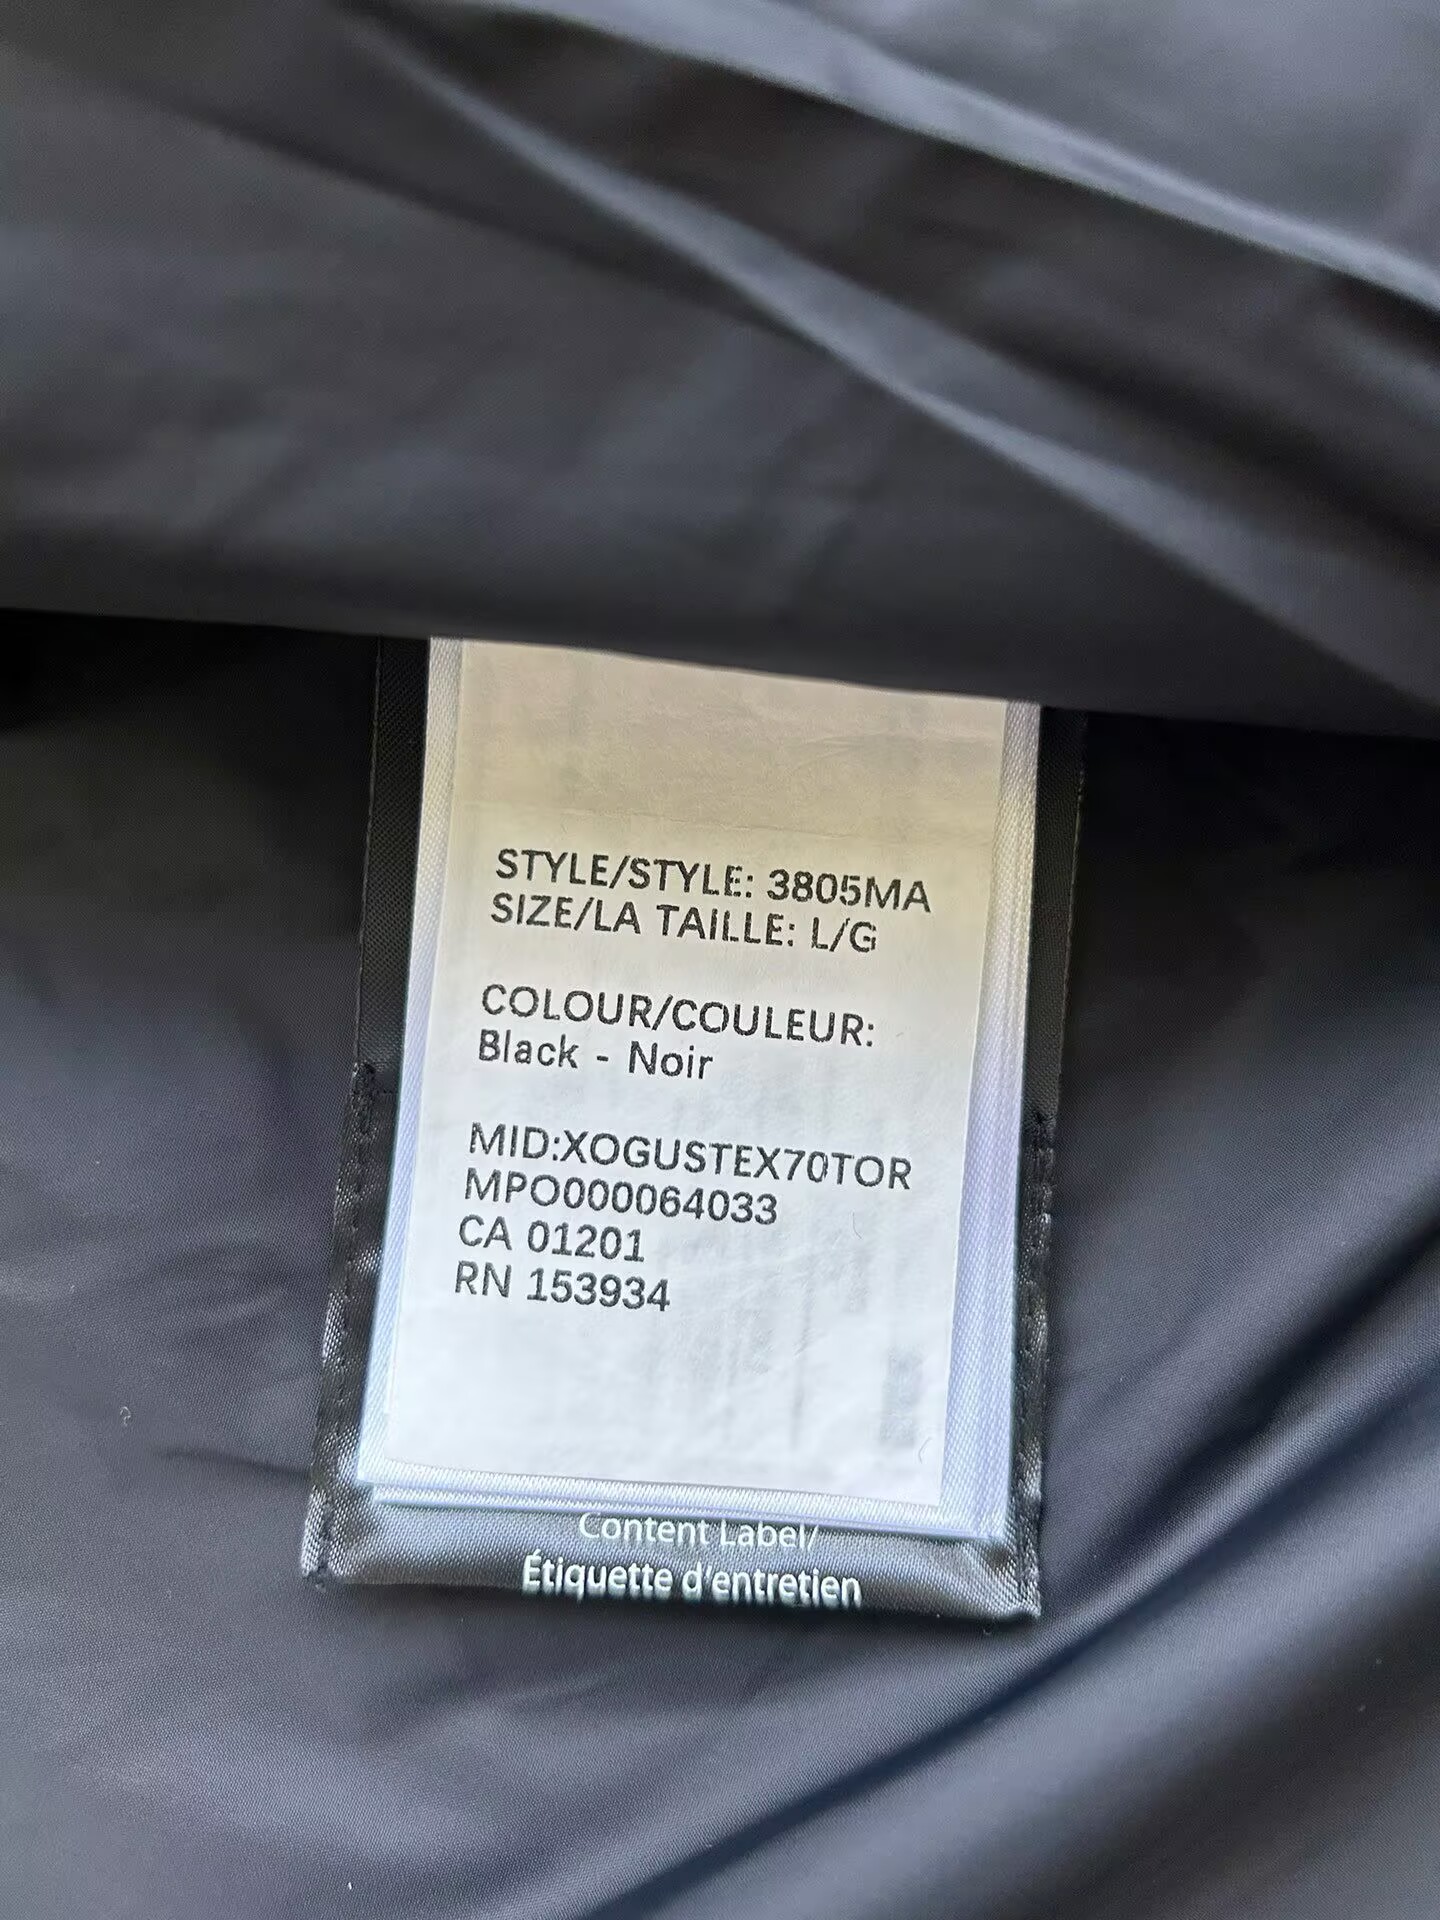 STYLE/STYLE: 3805MA
SIZE/LA TAILLE: L/G
COLOUR/COULEUR:
Black - Noir
MID:XOGUSTEX70TOR
MPO000064033
CA 01201
RN 153934
Content Label/
Étiquette d'entretien